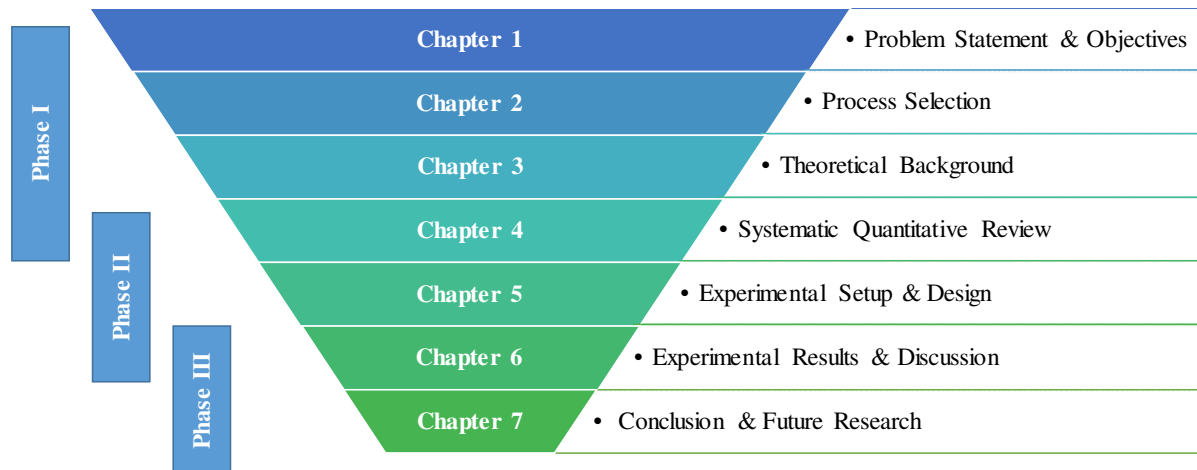 Phase I
Phase II
Phase III
Chapter 1
• Problem Statement & Objectives
Chapter 2
• Process Selection
Chapter 3
• Theoretical Background
Chapter 4
• Systematic Quantitative Review
Chapter 5
• Experimental Setup & Design
Chapter 6
• Experimental Results & Discussion
Chapter 7
• Conclusion & Future Research